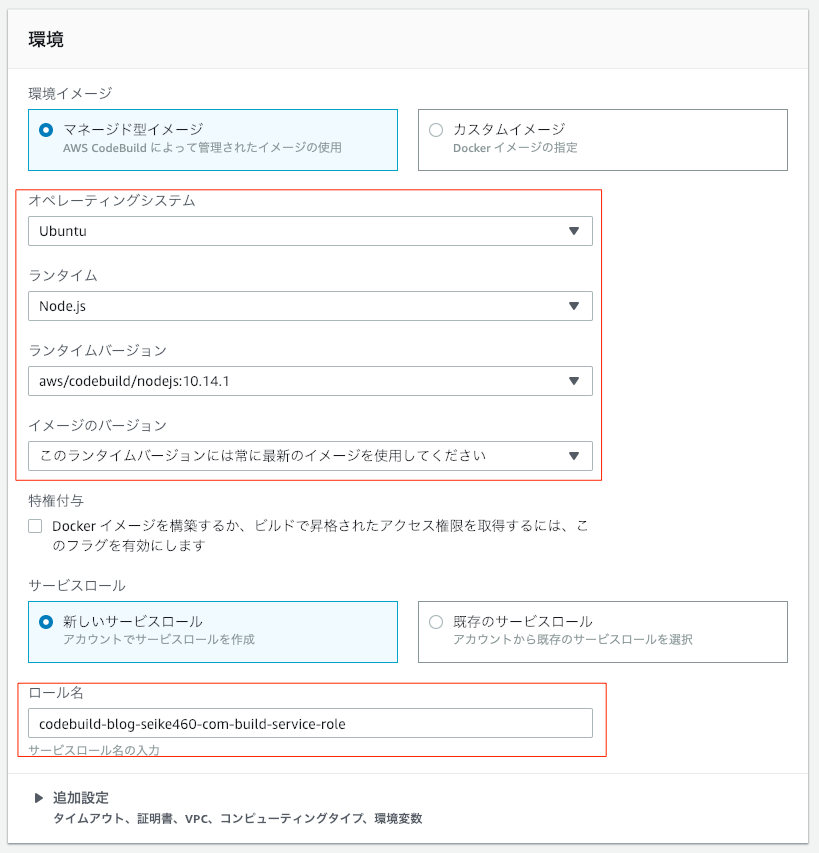 環境
環境イメージ
マネージド型イメージ
AWS CodeBuild によって管理されたイメージの使用
カスタムイメージ
Docker イメージの指定
オペレーティングシステム
Ubuntu
ランタイム
Node.js
ランタイムバージョン
aws/codebuild/nodejs:10.14.1
イメージのバージョン
このランタイムバージョンには常に最新のイメージを使用してください
特権付与
Docker イメージを構築するか、ビルドで昇格されたアクセス権限を取得するには、こ
のフラグを有効にします
サービスロール
新しいサービスロール
アカウントでサービスロールを作成
既存のサービスロール
アカウントから既存のサービスロールを選択
ロール名
codebuild-blog-seike460-com-build-service-role
サービスロール名の入力
追加設定
タイムアウト、証明書、VPC、コンピューティングタイプ、環境変数